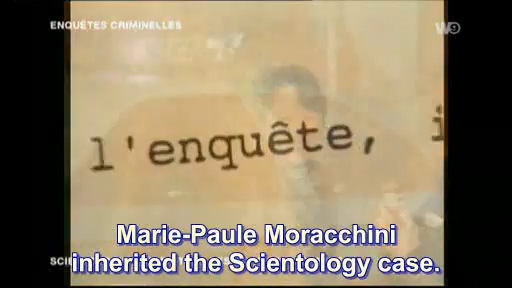 ENQUÊTES CRIMINELLES
W9
l'enquête,
Marie-Paule Moracchini
inherited the Scientology case.